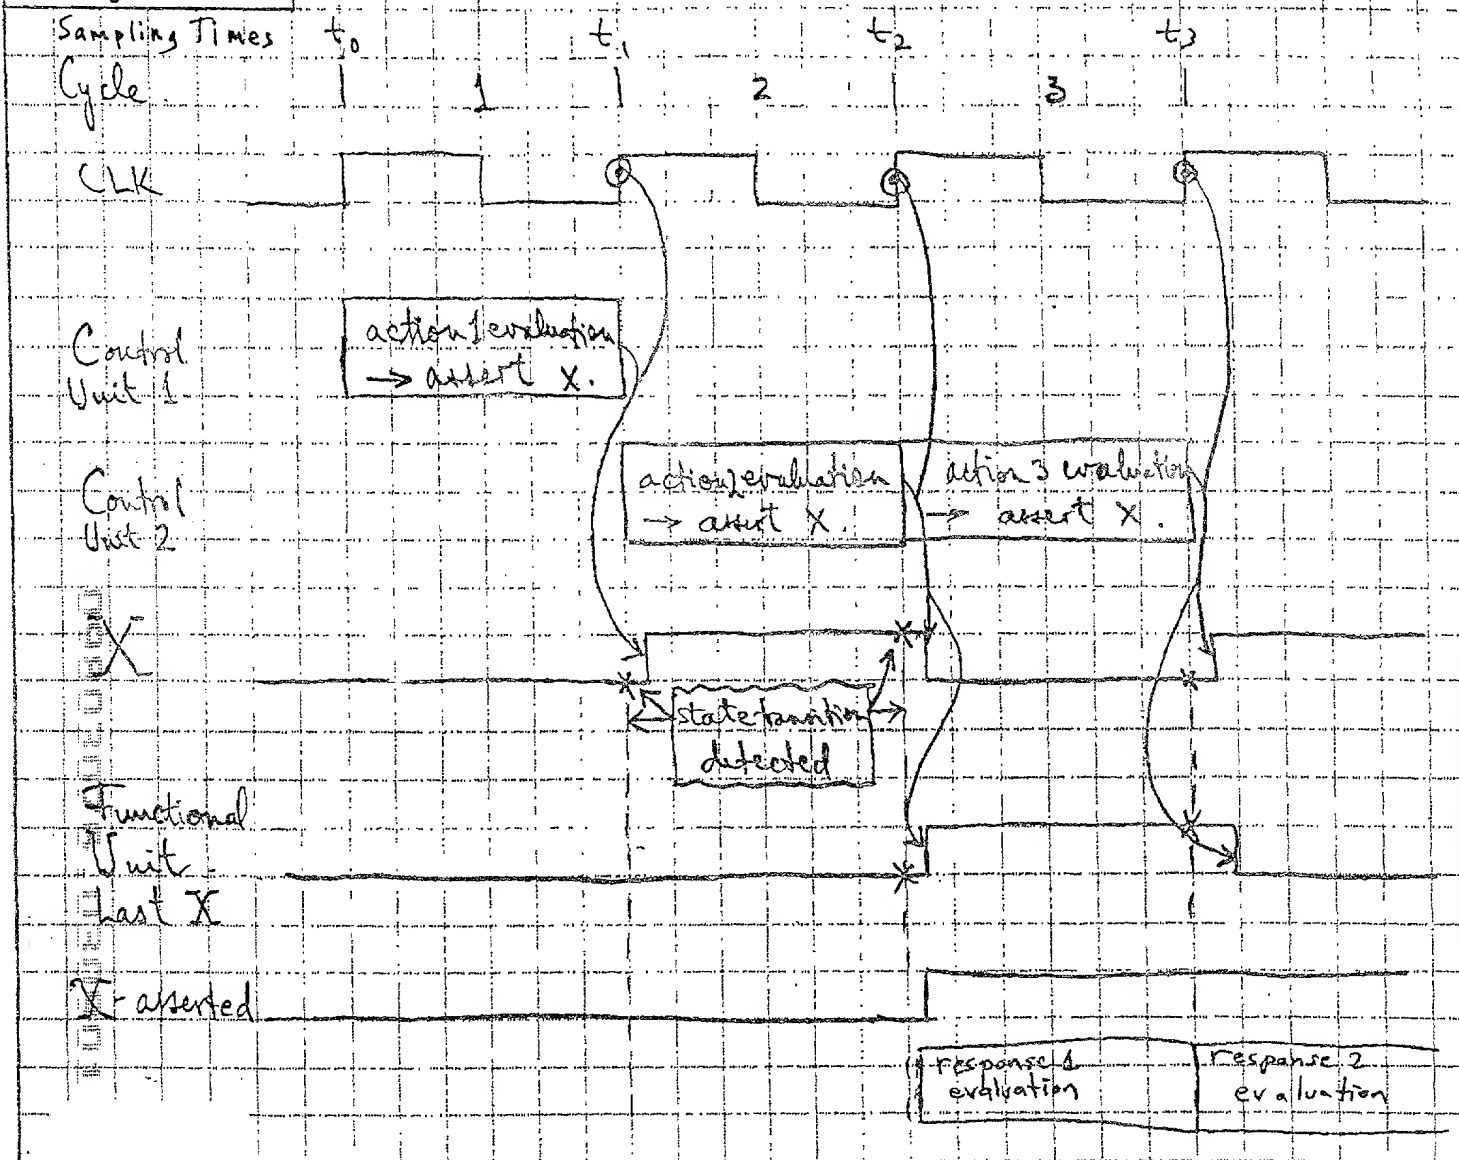 Sampling Times t0 t1 t2 t3
Cycle 1 2 3
CLK
Control
Unit 1
action 1 evaluation
→ assert X.
Control
Unit 2
action 2 evaluation
→ assert X.
action 3 evaluation
→ assert X.
X
state transition
detected
Functional
Unit
Last X
X-asserted
response 1
evaluation
response 2
evaluation